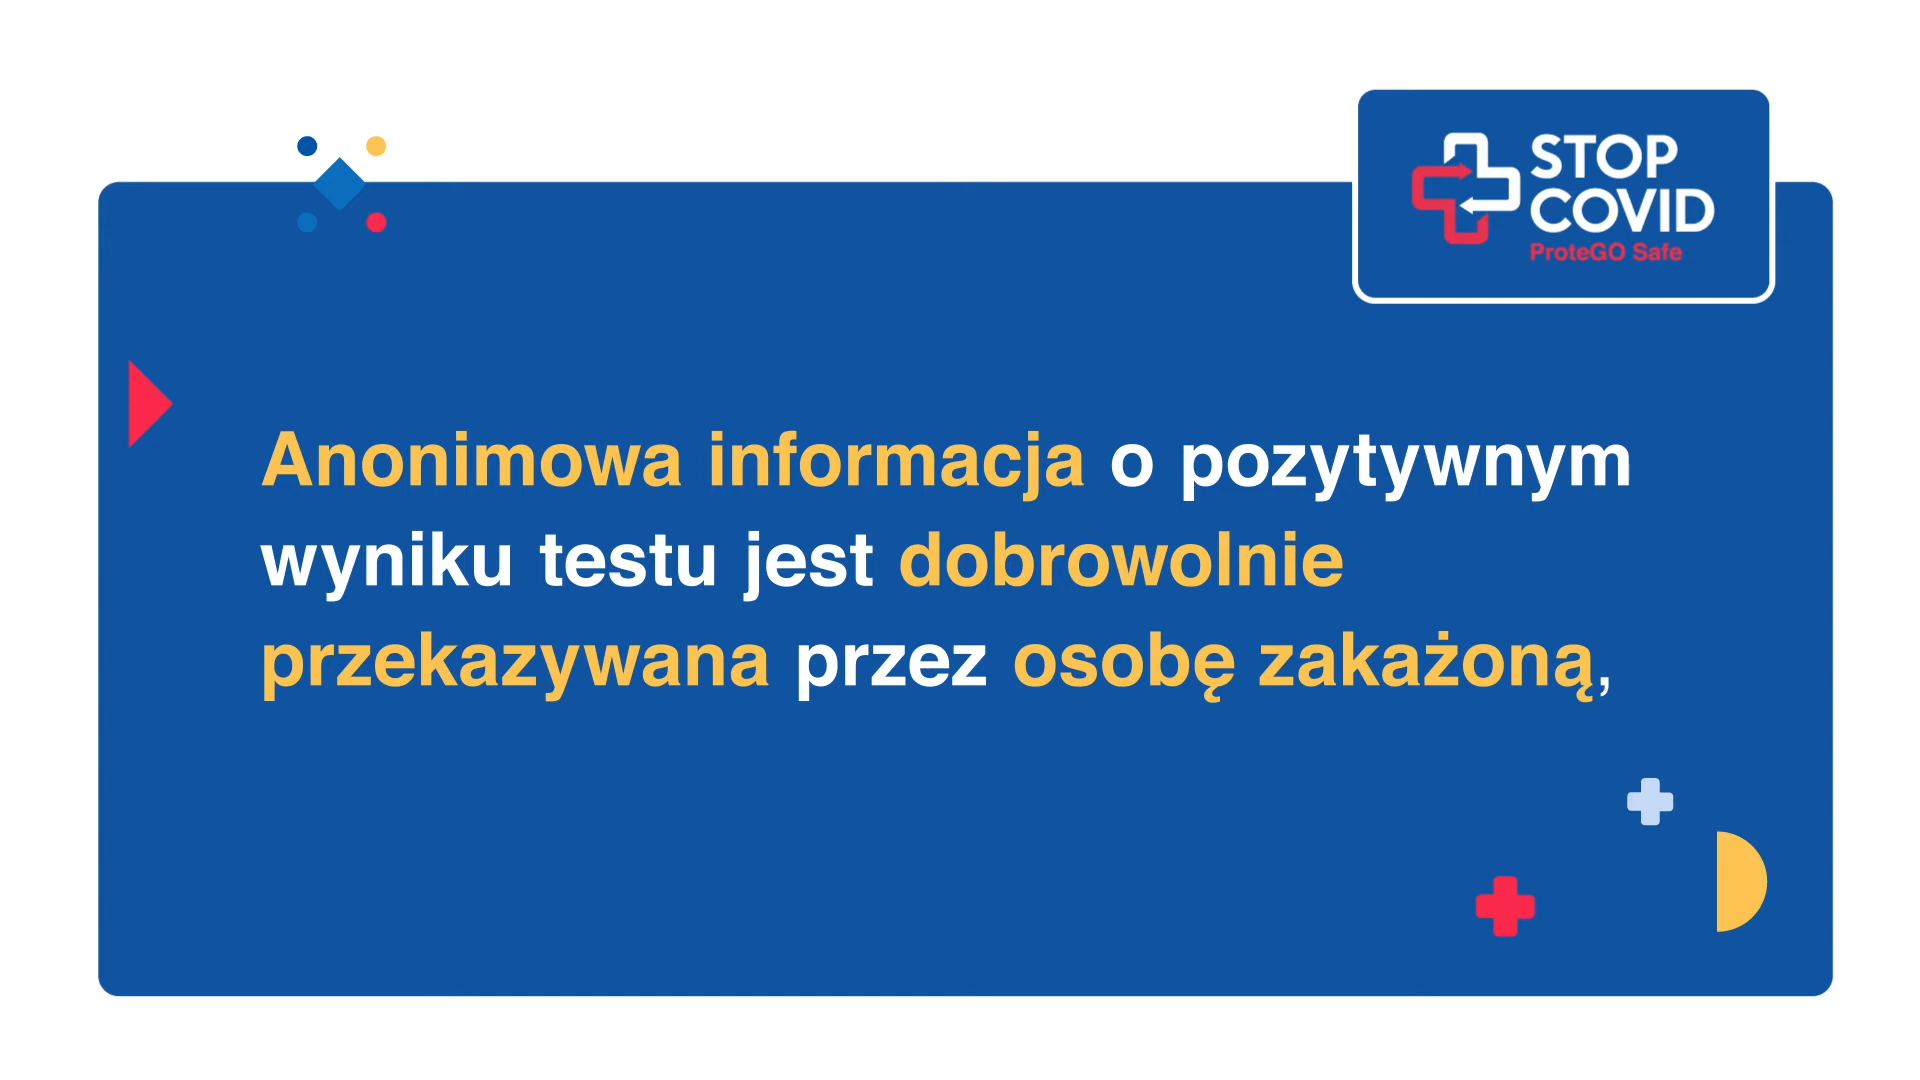 STOP
COVID
ProteGO Safe
Anonimowa informacja o pozytywnym
wyniku testu jest dobrowolnie
przekazywana przez osobę zakażoną,